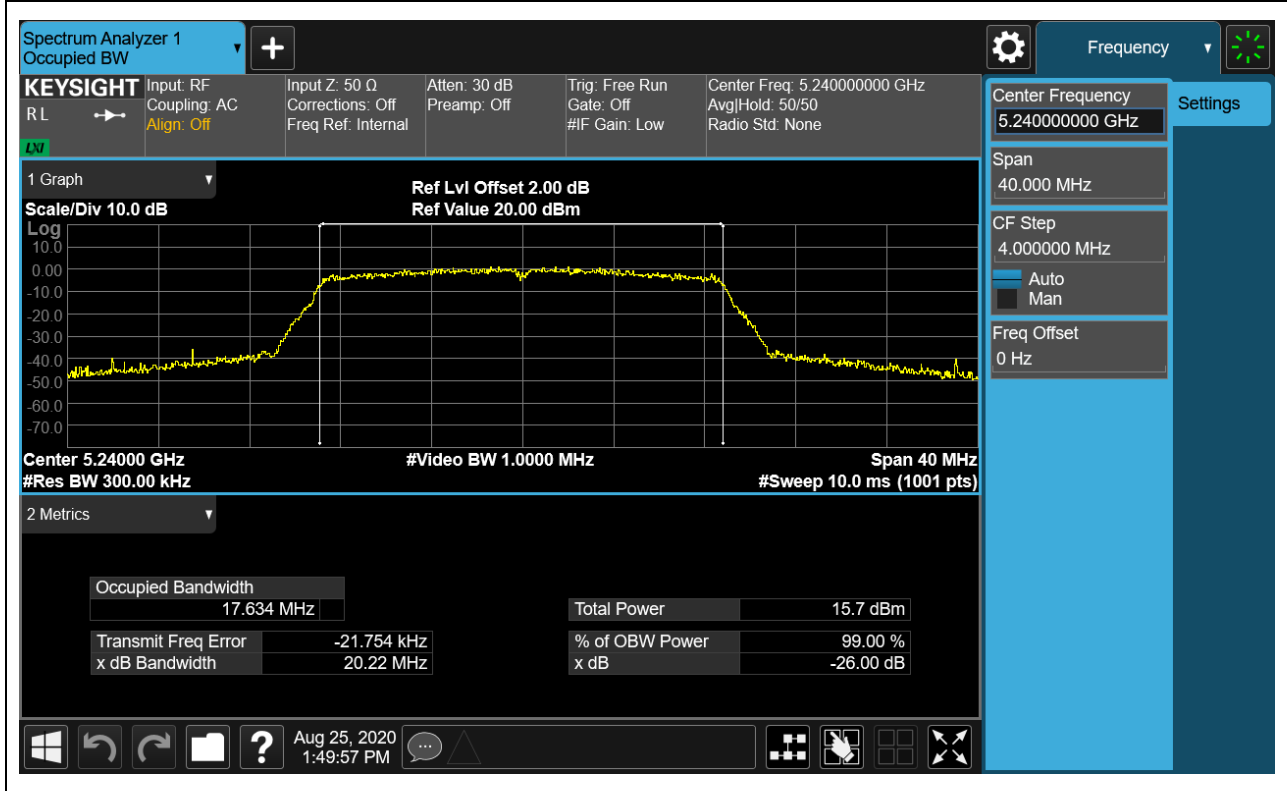 Spectrum Analyzer 1
Occupied BW
Frequency
KEYSIGHT
R L
LXI
Input: RF
Coupling: AC
Align: Off
Input Z: 50 Ω
Corrections: Off
Freq Ref: Internal
Atten: 30 dB
Preamp: Off
Trig: Free Run
Gate: Off
#IF Gain: Low
Center Freq: 5.240000000 GHz
Avg|Hold: 50/50
Radio Std: None
Center Frequency
5.240000000 GHz
Settings
Span
40.000 MHz
CF Step
4.000000 MHz
Auto
Man
Freq Offset
0 Hz
1 Graph
Scale/Div 10.0 dB
Ref Lvl Offset 2.00 dB
Ref Value 20.00 dBm
Log
10.0
0.00
-10.0
-20.0
-30.0
-40.0
-50.0
-60.0
-70.0
Center 5.24000 GHz
#Video BW 1.0000 MHz
Span 40 MHz
#Res BW 300.00 kHz
#Sweep 10.0 ms (1001 pts)
2 Metrics
Occupied Bandwidth
17.634 MHz
Total Power 15.7 dBm
Transmit Freq Error -21.754 kHz
% of OBW Power 99.00 %
x dB Bandwidth 20.22 MHz
x dB -26.00 dB
?
Aug 25, 2020
1:49:57 PM